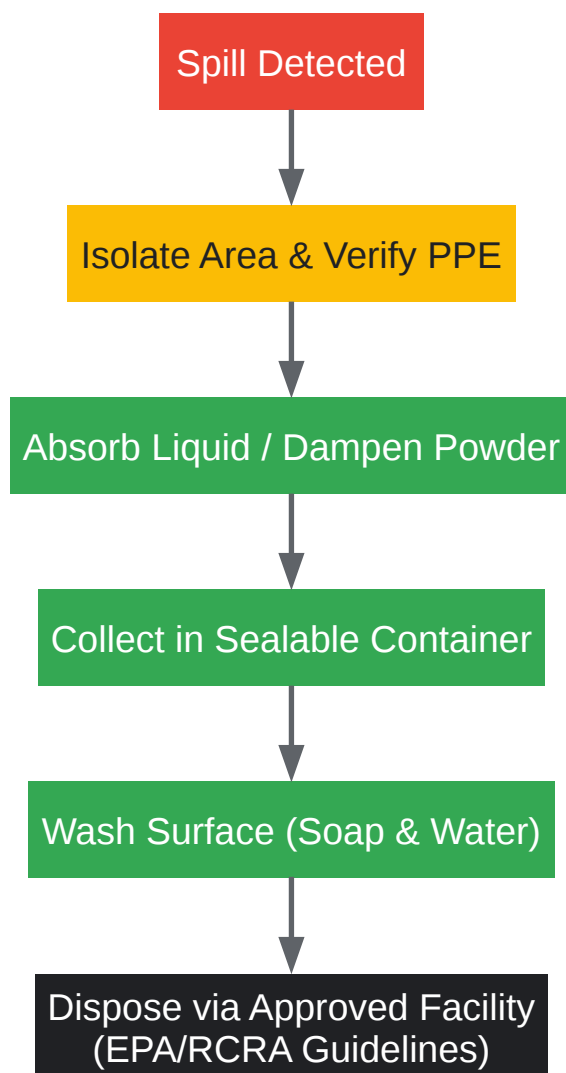 Spill Detected
Isolate Area & Verify PPE
Absorb Liquid / Dampen Powder
Collect in Sealable Container
Wash Surface (Soap & Water)
Dispose via Approved Facility
(EPA/RCRA Guidelines)